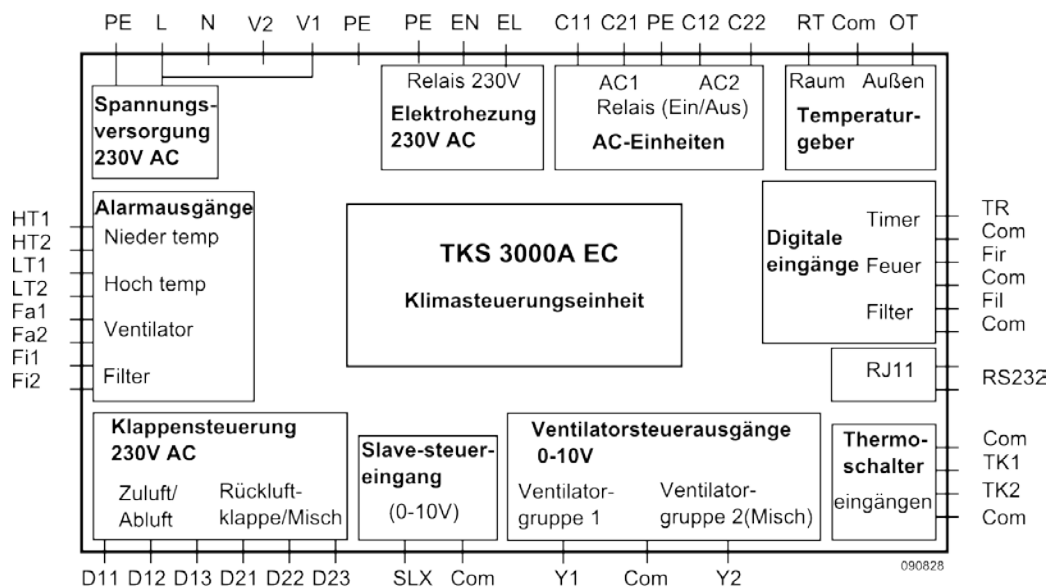 PE L N V2 V1 PE PE EN EL C11 C21 PE C12 C22 RT Com OT
Spannungs-
versorgung
230V AC
Relais 230V
Elektrohezung
230V AC
AC1 AC2
Relais (Ein/Aus)
AC-Einheiten
Raum Außen
Temperatur-
geber
HT1
HT2
LT1
LT2
Fa1
Fa2
Fi1
Fi2
Alarmausgänge
Nieder temp
Hoch temp
Ventilator
Filter
TKS 3000A EC
Klimasteuerungseinheit
Digitale
eingänge
Timer
Feuer
Filter
TR
Com
Fir
Com
Fil
Com
RJ11
RS232
Klappensteuerung
230V AC
Zuluft/
Abluft
Rückluft-
klappe/Misch
Slave-steuer-
eingang
(0-10V)
Ventilatorsteuerausgänge
0-10V
Ventilator-
gruppe 1
Ventilator-
gruppe 2(Misch)
Thermo-
schalter
eingängen
Com
TK1
TK2
Com
090828
D11 D12 D13 D21 D22 D23 SLX Com Y1 Com Y2